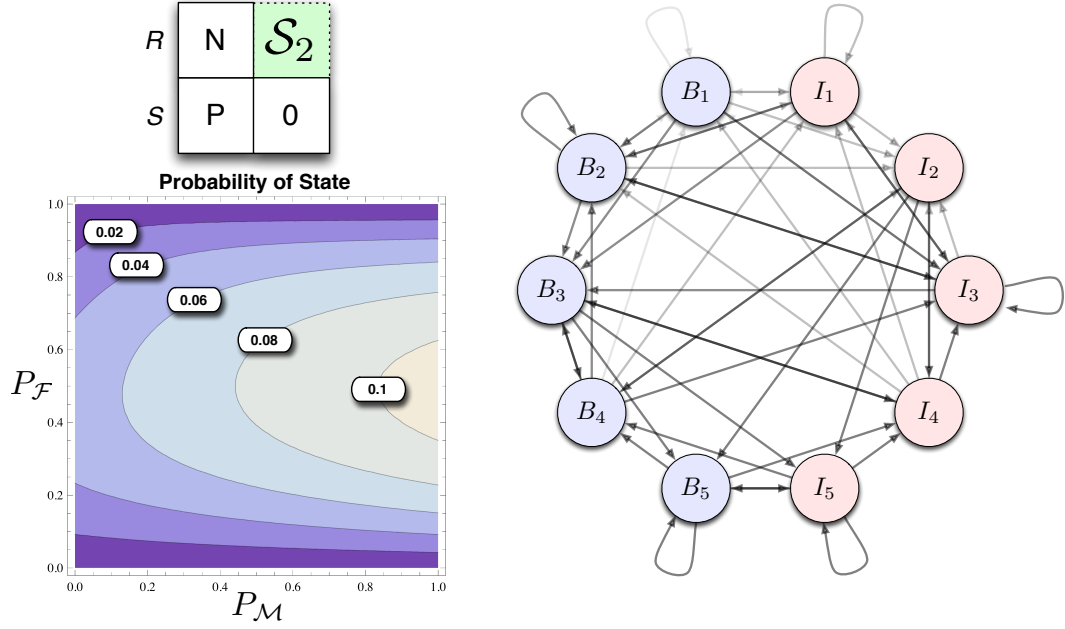 R N 𝒮₂
S P 0
Probability of State
1.0
0.8
0.6
0.4
0.2
0.0
P_ℱ
0.02
0.04
0.06
0.08
0.1
0.0 0.2 0.4 0.6 0.8 1.0
P_ℳ
B₁ I₁
B₂ I₂
B₃ I₃
B₄ I₄
B₅ I₅